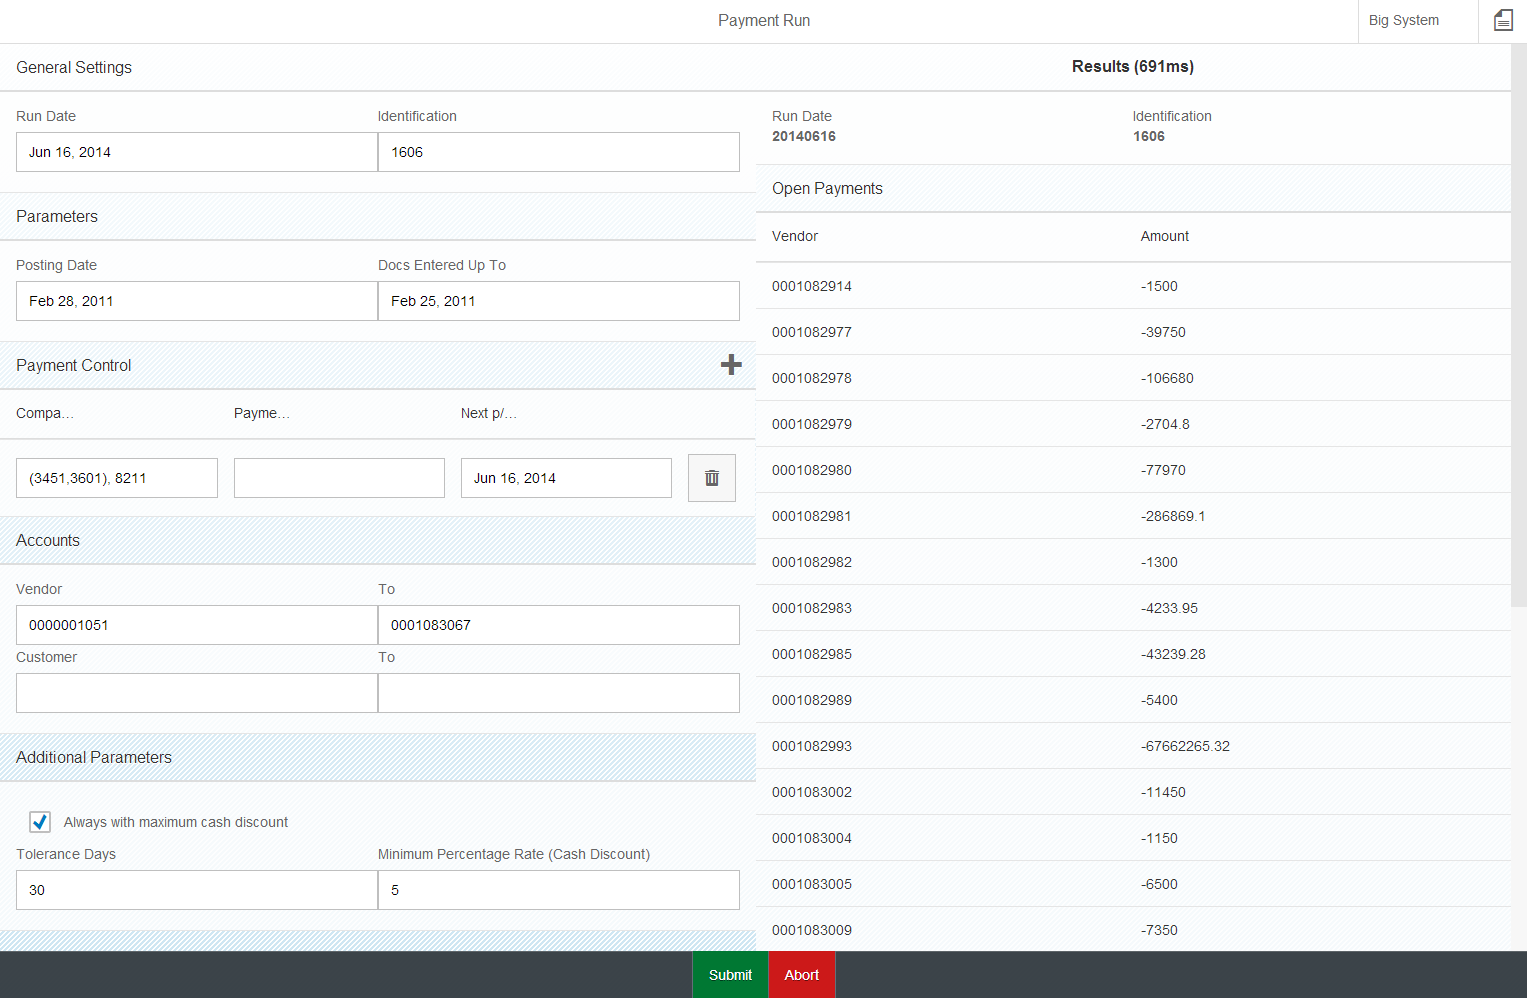 Payment Run
Big System
General Settings
Run Date Identification
Jun 16, 2014 1606
Parameters
Posting Date Docs Entered Up To
Feb 28, 2011 Feb 25, 2011
Payment Control
Compa... Payme... Next p/...
(3451,3601), 8211 Jun 16, 2014
Accounts
Vendor To
0000001051 0001083067
Customer To
Additional Parameters
Always with maximum cash discount
Tolerance Days Minimum Percentage Rate (Cash Discount)
30 5
Results (691ms)
Run Date Identification
20140616 1606
Open Payments
Vendor Amount
0001082914 -1500
0001082977 -39750
0001082978 -106680
0001082979 -2704.8
0001082980 -77970
0001082981 -286869.1
0001082982 -1300
0001082983 -4233.95
0001082985 -43239.28
0001082989 -5400
0001082993 -67662265.32
0001083002 -11450
0001083004 -1150
0001083005 -6500
0001083009 -7350
Submit Abort